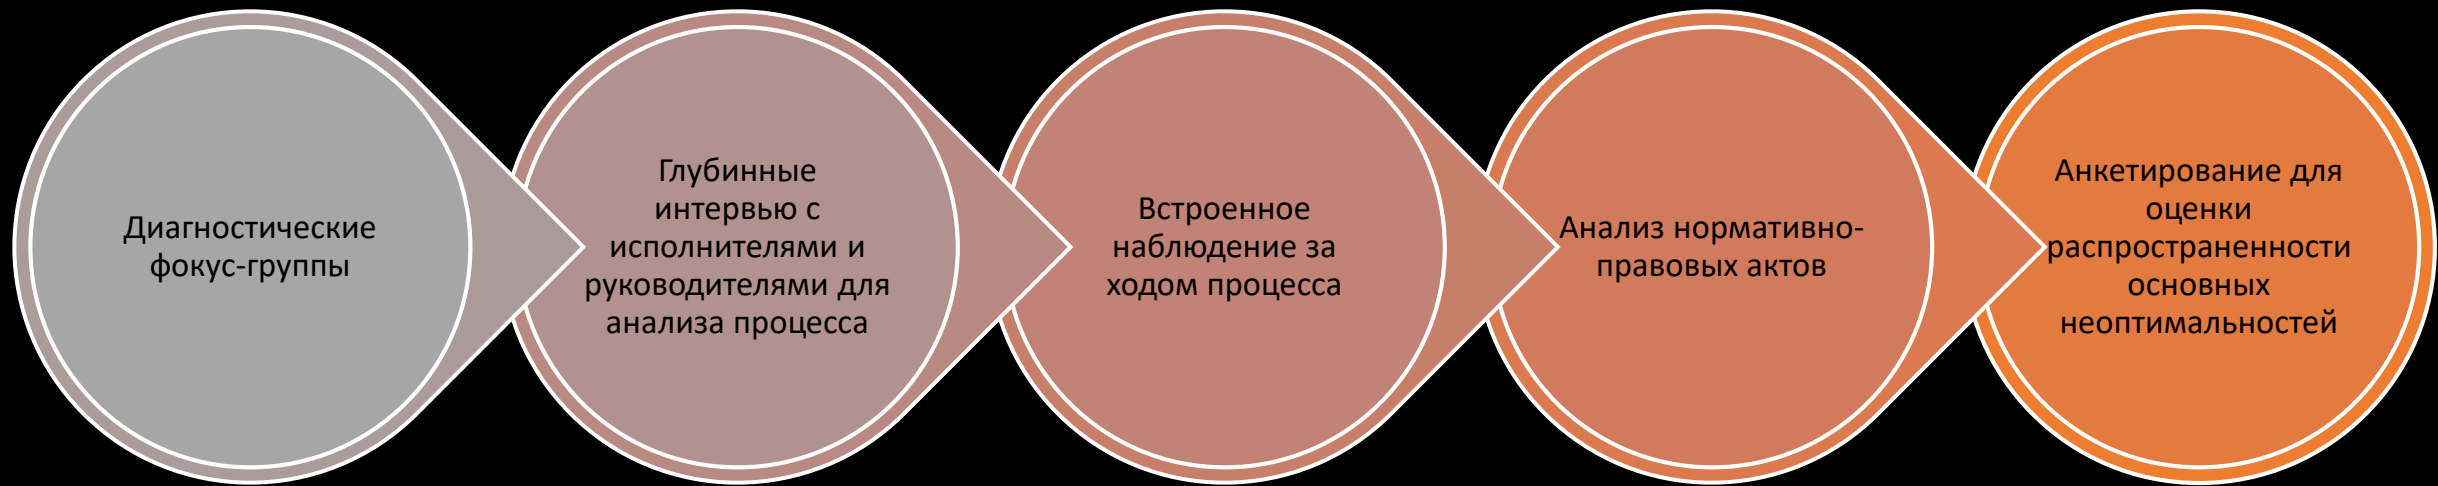 Диагностические
фокус-группы
Глубинные
интервью с
исполнителями и
руководителями для
анализа процесса
Встроенное
наблюдение за
ходом процесса
Анализ нормативно-
правовых актов
Анкетирование для
оценки
распространенности
основных
неоптимальностей